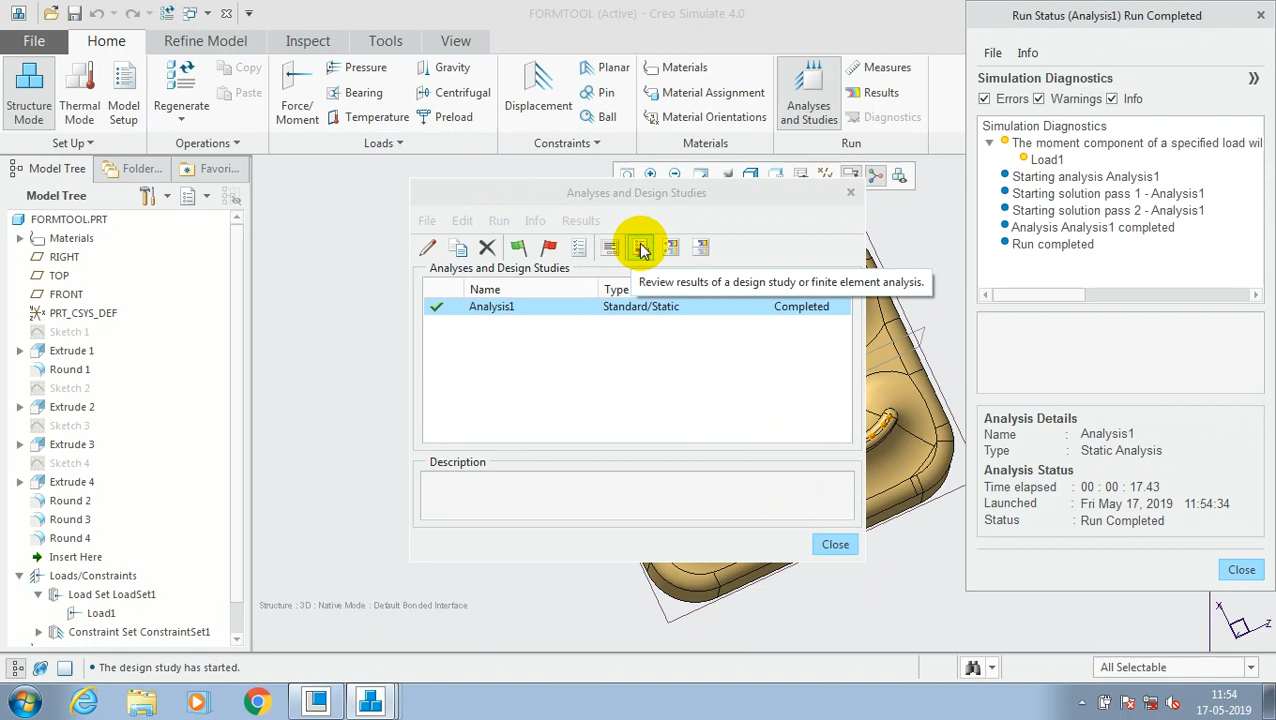 FORMTOOL (Active) - Creo Simulate 4.0
File
Home
Refine Model
Inspect
Tools
View
Structure Mode
Thermal Mode
Model Setup
Set Up
Regenerate
Copy
Paste
Operations
Force/Moment
Pressure
Bearing
Temperature
Gravity
Centrifugal
Preload
Loads
Displacement
Planar
Pin
Ball
Constraints
Materials
Material Assignment
Material Orientations
Materials
Analyses and Studies
Measures
Results
Diagnostics
Run
Model Tree
Folder...
Favori...
Model Tree
FORMTOOL.PRT
Materials
RIGHT
TOP
FRONT
PRT_CSYS_DEF
Sketch 1
Extrude 1
Round 1
Sketch 2
Extrude 2
Sketch 3
Extrude 3
Sketch 4
Extrude 4
Round 2
Round 3
Round 4
Insert Here
Loads/Constraints
Load Set LoadSet1
Load1
Constraint Set ConstraintSet1
Analyses and Design Studies
File
Edit
Run
Info
Results
Analyses and Design Studies
Review results of a design study or finite element analysis.
Name
Type
Analysis1
Standard/Static
Completed
Description
Close
Structure : 3D : Native Mode : Default Bonded Interface
Run Status (Analysis1) Run Completed
File
Info
Simulation Diagnostics
Errors
Warnings
Info
Simulation Diagnostics
The moment component of a specified load wil
Load1
Starting analysis Analysis1
Starting solution pass 1 - Analysis1
Starting solution pass 2 - Analysis1
Analysis Analysis1 completed
Run completed
Analysis Details
Name : Analysis1
Type : Static Analysis
Analysis Status
Time elapsed : 00 : 00 : 17.43
Launched : Fri May 17, 2019 11:54:34
Status : Run Completed
Close
X
Z
• The design study has started.
All Selectable
11:54
17-05-2019